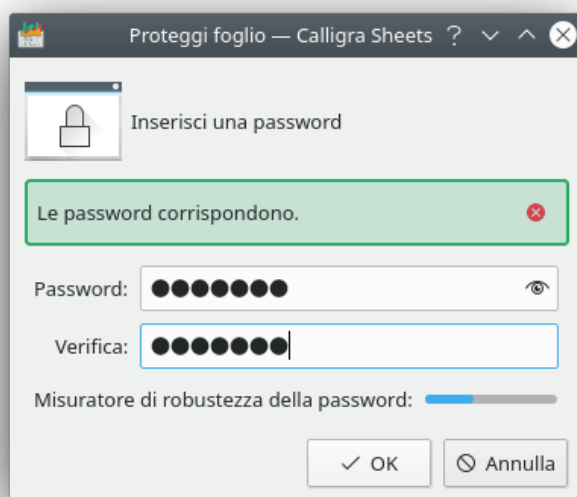 Proteggi foglio — Calligra Sheets ?
Inserisci una password
Le password corrispondono.
Password: ●●●●●●●
Verifica: ●●●●●●●
Misuratore di robustezza della password:
OK Annulla